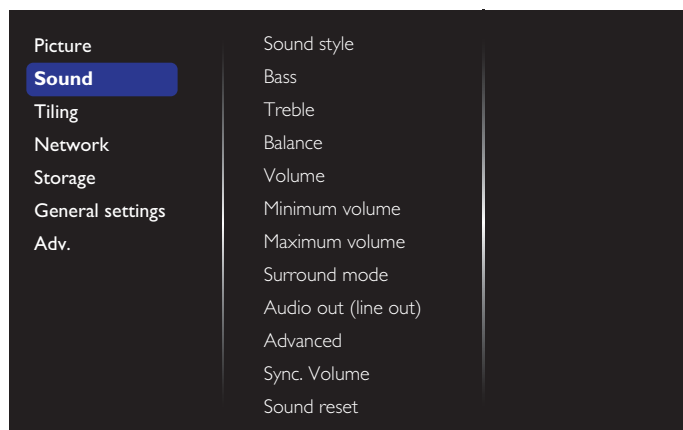 Picture
Sound
Tiling
Network
Storage
General settings
Adv.
Sound style
Bass
Treble
Balance
Volume
Minimum volume
Maximum volume
Surround mode
Audio out (line out)
Advanced
Sync. Volume
Sound reset